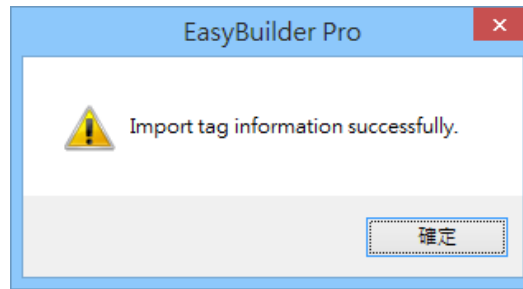 EasyBuilder Pro
Import tag information successfully.
確定